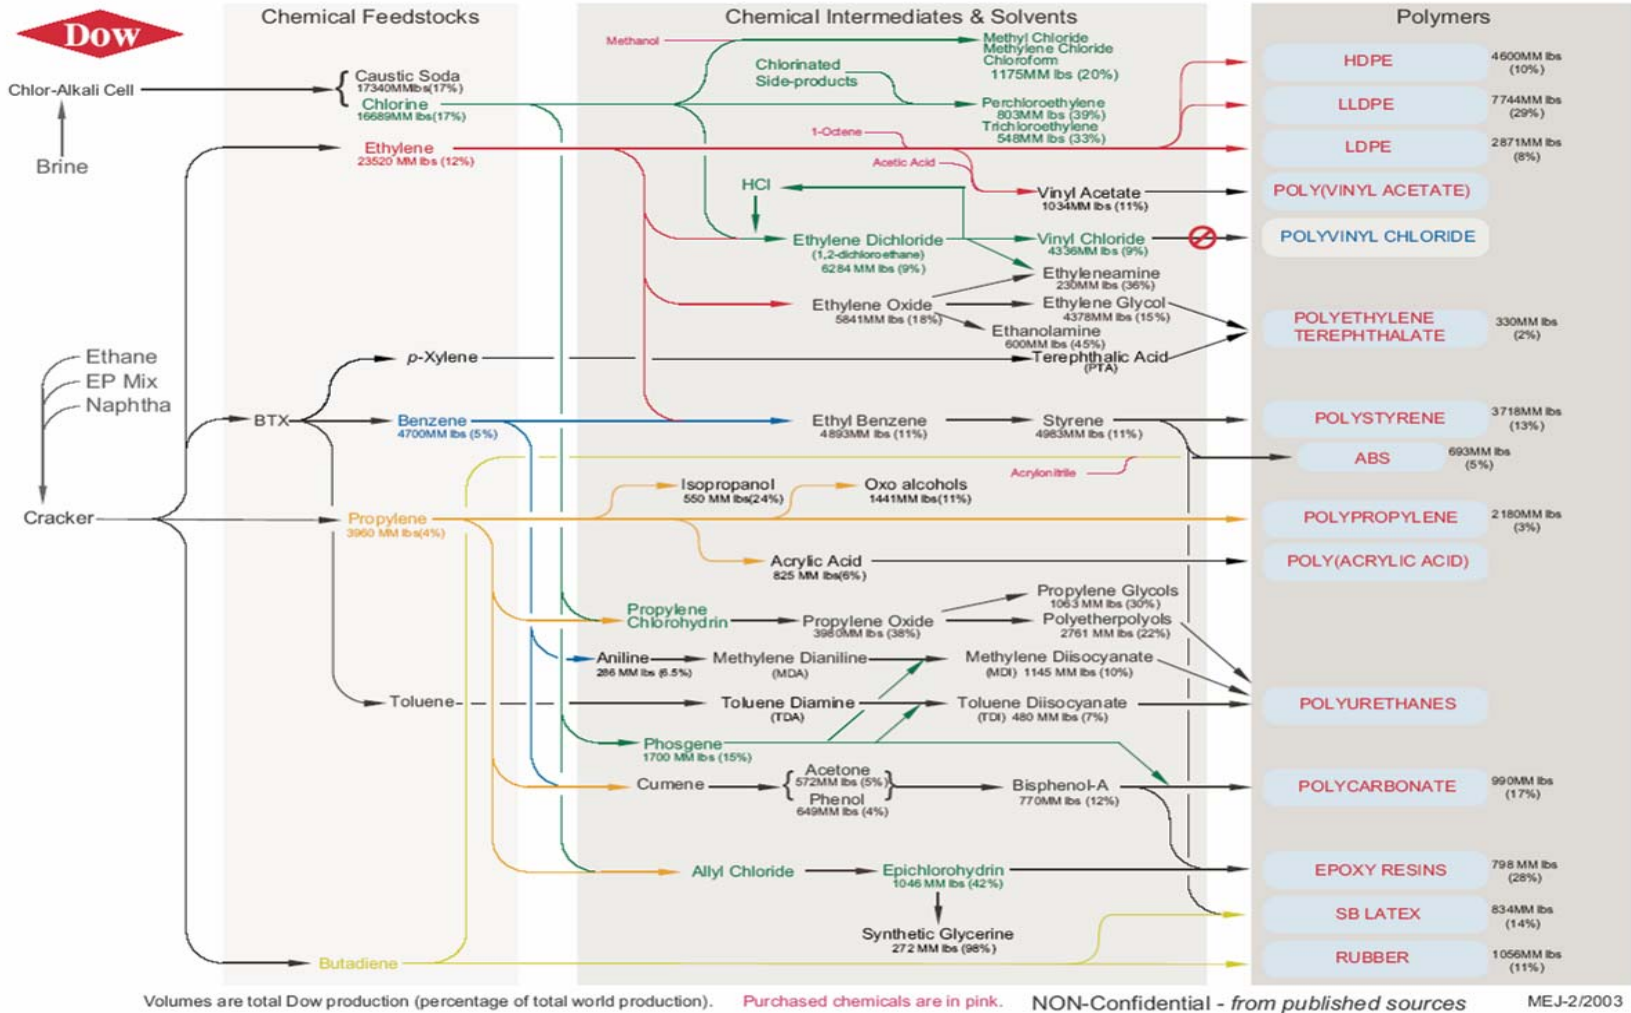 Dow
Chemical Feedstocks
Chemical Intermediates & Solvents
Polymers
Methanol
Methyl Chloride
Methylene Chloride
Chloroform
1175MM lbs (20%)
HDPE
4600MM lbs
(10%)
Chlor-Alkali Cell
Caustic Soda
17340MMlbs(17%)
Chlorine
16689MM lbs(17%)
Chlorinated
Side-products
Perchloroethylene
803MM lbs (39%)
Trichloroethylene
548MM lbs (33%)
LLDPE
7744MM lbs
(29%)
Brine
Ethylene
23520 MM lbs (12%)
1-Octene
Acetic Acid
LDPE
2871MM lbs
(8%)
HCl
Vinyl Acetate
1034MM lbs (11%)
POLY(VINYL ACETATE)
Ethylene Dichloride
(1,2-dichloroethane)
6284 MM lbs (9%)
Vinyl Chloride
4336MM lbs (9%)
POLYVINYL CHLORIDE
Ethyleneamine
230MM lbs (36%)
Ethylene Oxide
5841MM lbs (18%)
Ethylene Glycol
4378MM lbs (15%)
Ethanolamine
600MM lbs (45%)
POLYETHYLENE
TEREPHTHALATE
330MM lbs
(2%)
Ethane
EP Mix
Naphtha
p-Xylene
Terephthalic Acid
(PTA)
BTX
Benzene
4700MM lbs (5%)
Ethyl Benzene
4893MM lbs (11%)
Styrene
4983MM lbs (11%)
POLYSTYRENE
3718MM lbs
(13%)
Acrylonitrile
ABS
693MM lbs
(5%)
Isopropanol
550 MM lbs(24%)
Oxo alcohols
1441MM lbs(11%)
Cracker
Propylene
3960 MM lbs(4%)
POLYPROPYLENE
2180MM lbs
(3%)
Acrylic Acid
825 MM lbs(6%)
POLY(ACRYLIC ACID)
Propylene
Chlorohydrin
Propylene Oxide
3980MM lbs (38%)
Propylene Glycols
1063 MM lbs (30%)
Polyetherpolyols
2761 MM lbs (22%)
Aniline
286 MM lbs (6.5%)
Methylene Dianiline
(MDA)
Methylene Diisocyanate
(MDI) 1145 MM lbs (10%)
Toluene
Toluene Diamine
(TDA)
Toluene Diisocyanate
(TDI) 480 MM lbs (7%)
POLYURETHANES
Phosgene
1700 MM lbs (15%)
Cumene
Acetone
572MM lbs (5%)
Phenol
649MM lbs (4%)
Bisphenol-A
770MM lbs (12%)
POLYCARBONATE
990MM lbs
(17%)
Allyl Chloride
Epichlorohydrin
1046 MM lbs (42%)
EPOXY RESINS
798 MM lbs
(28%)
Synthetic Glycerine
272 MM lbs (98%)
SB LATEX
834MM lbs
(14%)
Butadiene
RUBBER
1056MM lbs
(11%)
Volumes are total Dow production (percentage of total world production).
Purchased chemicals are in pink.
NON-Confidential - from published sources
MEJ-2/2003